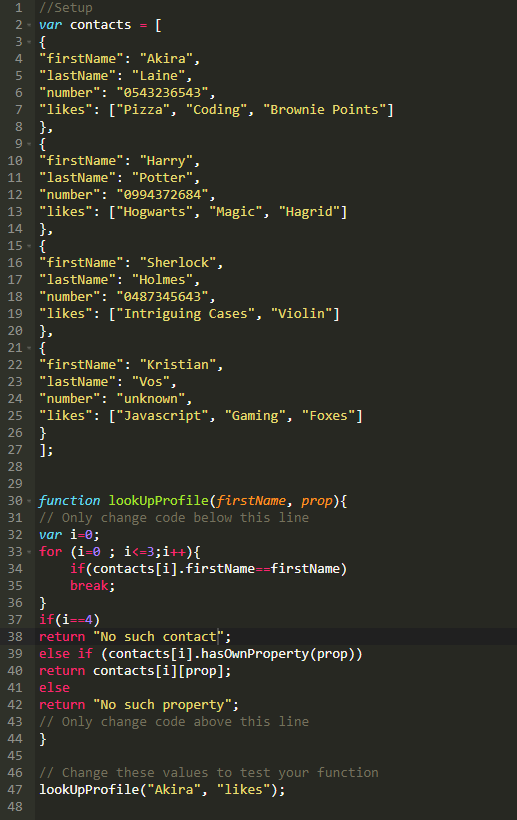 1 //Setup
2 var contacts = [
3 {
4 "firstName": "Akira",
5 "lastName": "Laine",
6 "number": "0543236543",
7 "likes": ["Pizza", "Coding", "Brownie Points"]
8 },
9 {
10 "firstName": "Harry",
11 "lastName": "Potter",
12 "number": "0994372684",
13 "likes": ["Hogwarts", "Magic", "Hagrid"]
14 },
15 {
16 "firstName": "Sherlock",
17 "lastName": "Holmes",
18 "number": "0487345643",
19 "likes": ["Intriguing Cases", "Violin"]
20 },
21 {
22 "firstName": "Kristian",
23 "lastName": "Vos",
24 "number": "unknown",
25 "likes": ["Javascript", "Gaming", "Foxes"]
26 }
27 ];
28
29
30 function lookUpProfile(firstName, prop){
31 // Only change code below this line
32 var i=0;
33 for (i=0 ; i<=3;i++){
34     if(contacts[i].firstName==firstName)
35     break;
36 }
37 if(i==4)
38 return "No such contact";
39 else if (contacts[i].hasOwnProperty(prop))
40 return contacts[i][prop];
41 else
42 return "No such property";
43 // Only change code above this line
44 }
45
46 // Change these values to test your function
47 lookUpProfile("Akira", "likes");
48